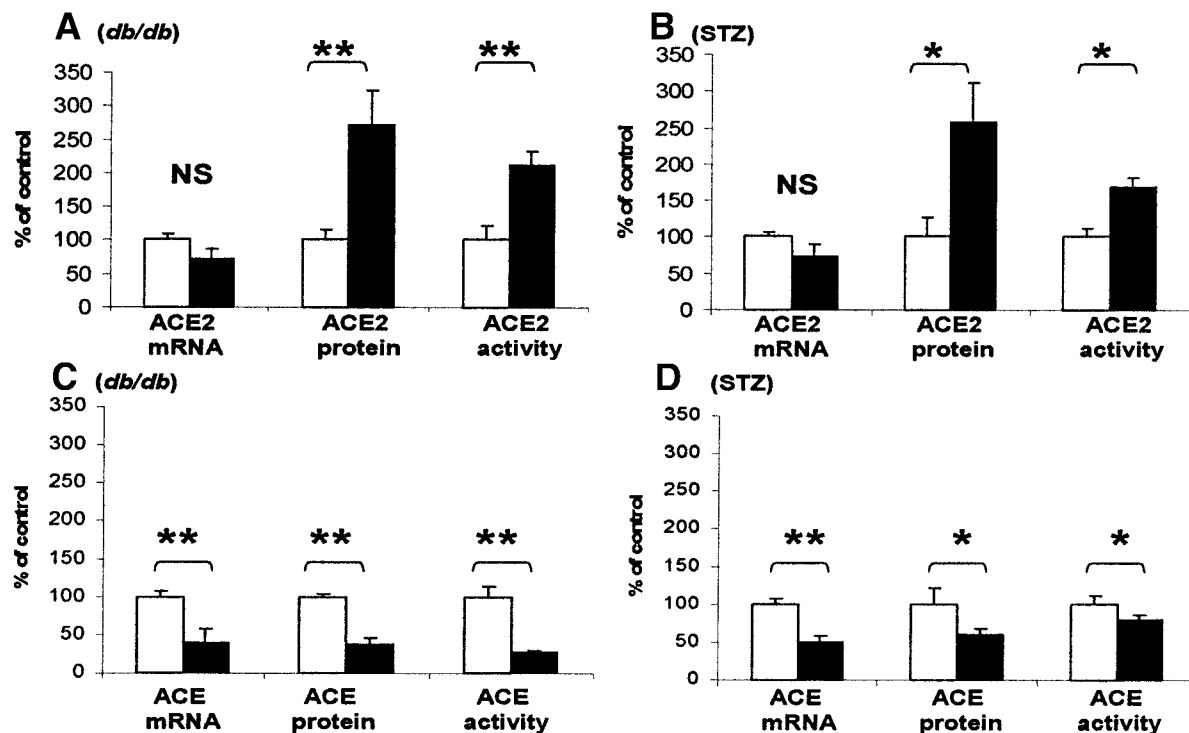 A (db/db)
** **
350
300
250
200
150
100
50
0
% of control
NS
ACE2 ACE2 ACE2
mRNA protein activity
B (STZ)
* *
350
300
250
200
150
100
50
0
% of control
NS
ACE2 ACE2 ACE2
mRNA protein activity
C (db/db)
350
300
250
200
150
100
50
0
% of control
** ** **
ACE ACE ACE
mRNA protein activity
D (STZ)
350
300
250
200
150
100
50
0
% of control
** * *
ACE ACE ACE
mRNA protein activity